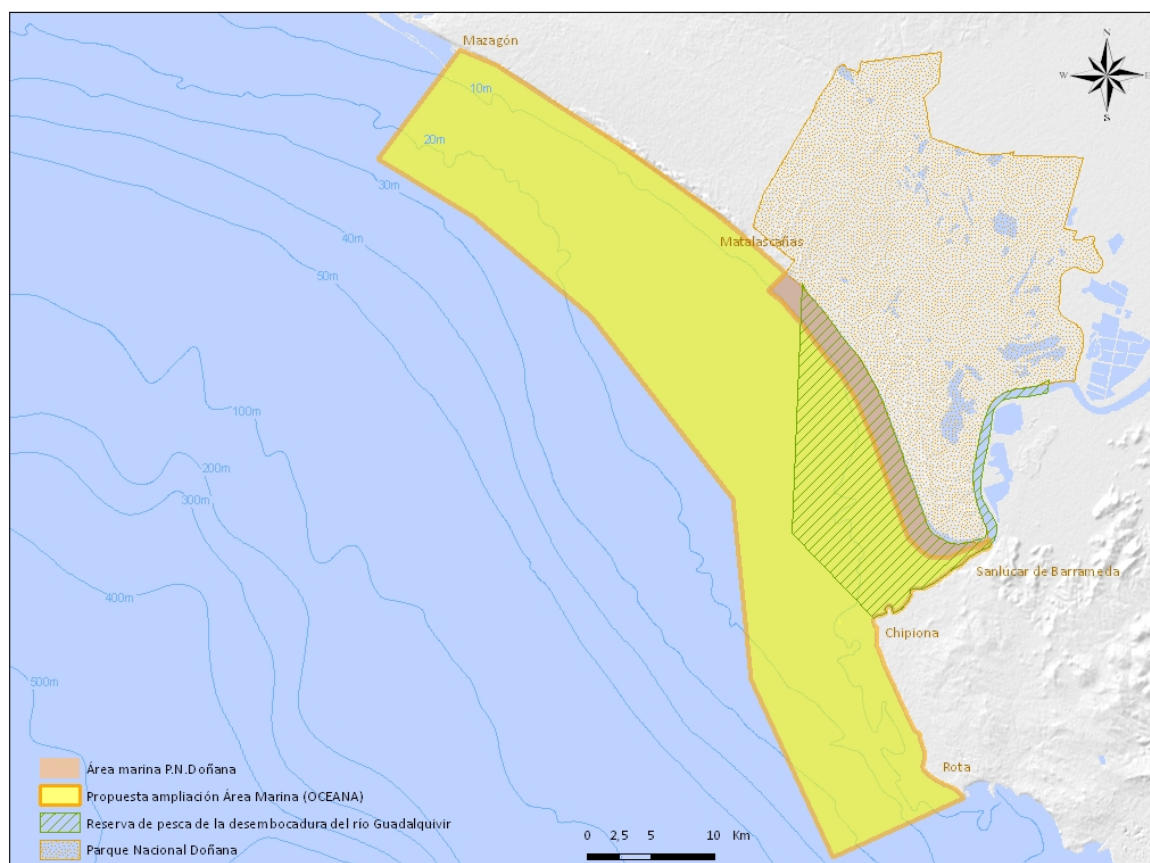 Mazagón
N
W
E
S
10m
20m
30m
40m
50m
Matalascañas
100m
200m
300m
400m
500m
Sanlúcar de Barrameda
Chipiona
Rota
Área marina P.N.Doñana
Propuesta ampliación Área Marina (OCEANA)
Reserva de pesca de la desembocadura del río Guadalquivir
Parque Nacional Doñana
0 2,5 5 10 Km